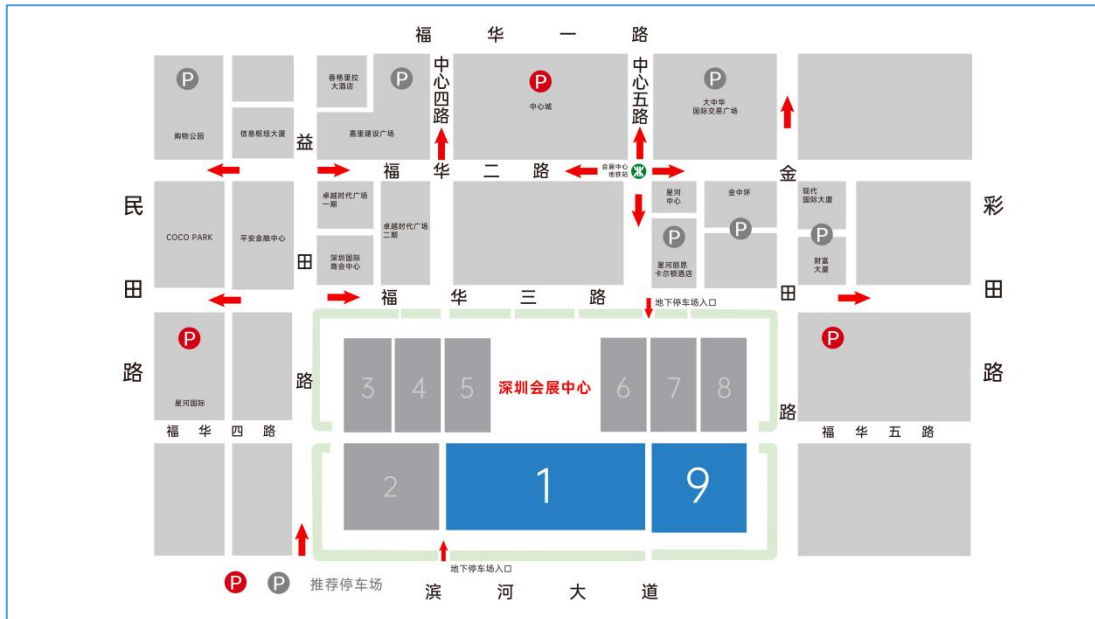 福华一路
P
P
P
P
中心四路
中心五路
香格里拉
大酒店
中心城
大中华
国际交易广场
购物公园
信息枢纽大厦
嘉里建设广场
益田路
福华二路
会展中心
地铁站
金田路
民田路
彩田路
卓越时代广场
一期
卓越时代广场
二期
星河
中心
金中环
现代
国际大厦
COCO PARK
平安金融中心
深圳国际
商会中心
P
P
P
星河丽思
卡尔顿酒店
财富
大厦
福华三路
地下停车场入口
P
P
星河国际
3
4
5
深圳会展中心
6
7
8
福华四路
福华五路
2
1
9
地下停车场入口
P
P
推荐停车场
滨河大道